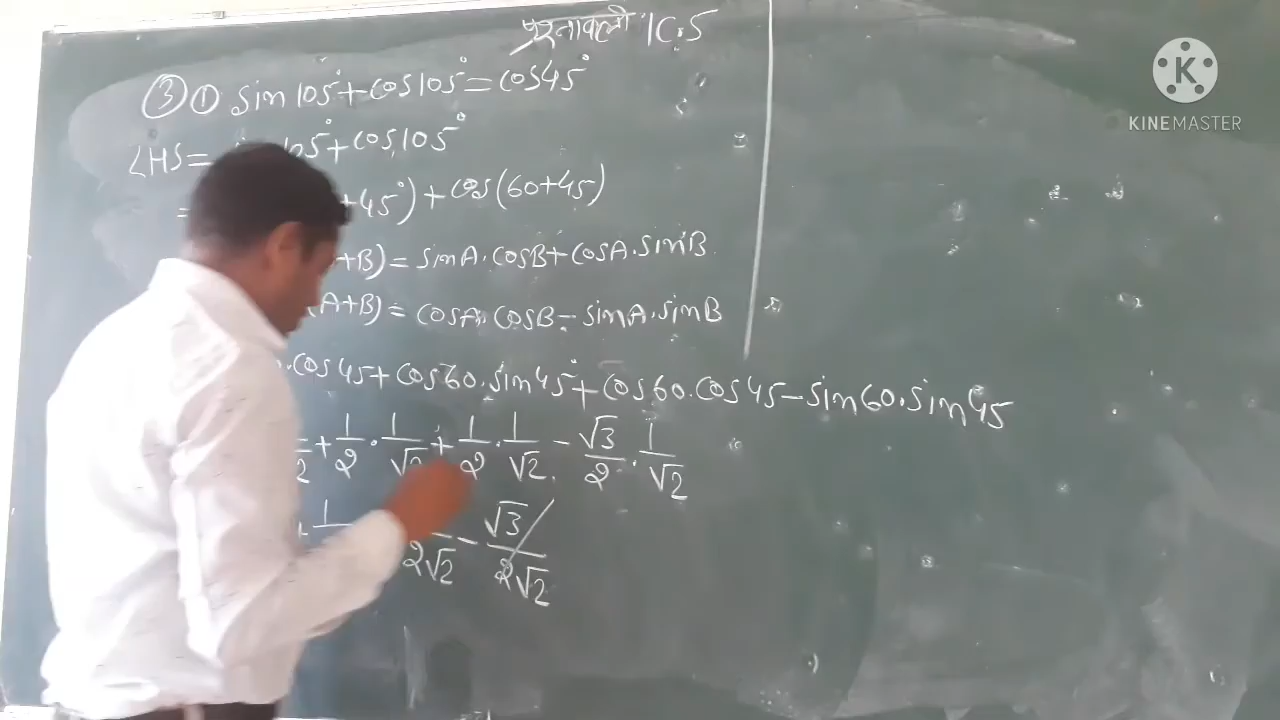 प्रश्नावली 1C.5
③ ① sin 105° + cos 105° = cos 45°
LHS = 105° + cos 105°
= +45°) + cos (60+45)
+B) = sinA . cosB + cosA . sinB
(A+B) = cosA . cosB - sinA . sinB
. cos 45 + cos 60 . sin 45° + cos 60 . cos 45 - sin 60 . sin 45
2 + 1/2 . 1/√2 + 1/2 . 1/√2 - √3/2 . 1/√2
1 2√2 - √3/2√2
K
KINEMASTER